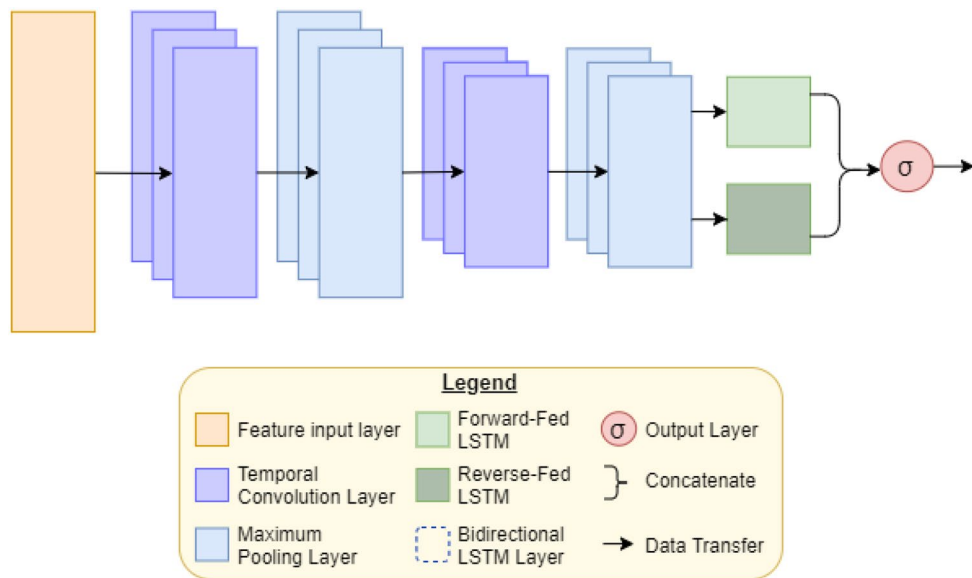 σ
Legend
Feature input layer
Forward-Fed
LSTM
σ
Output Layer
Temporal
Convolution Layer
Reverse-Fed
LSTM
Concatenate
Maximum
Pooling Layer
Bidirectional
LSTM Layer
Data Transfer